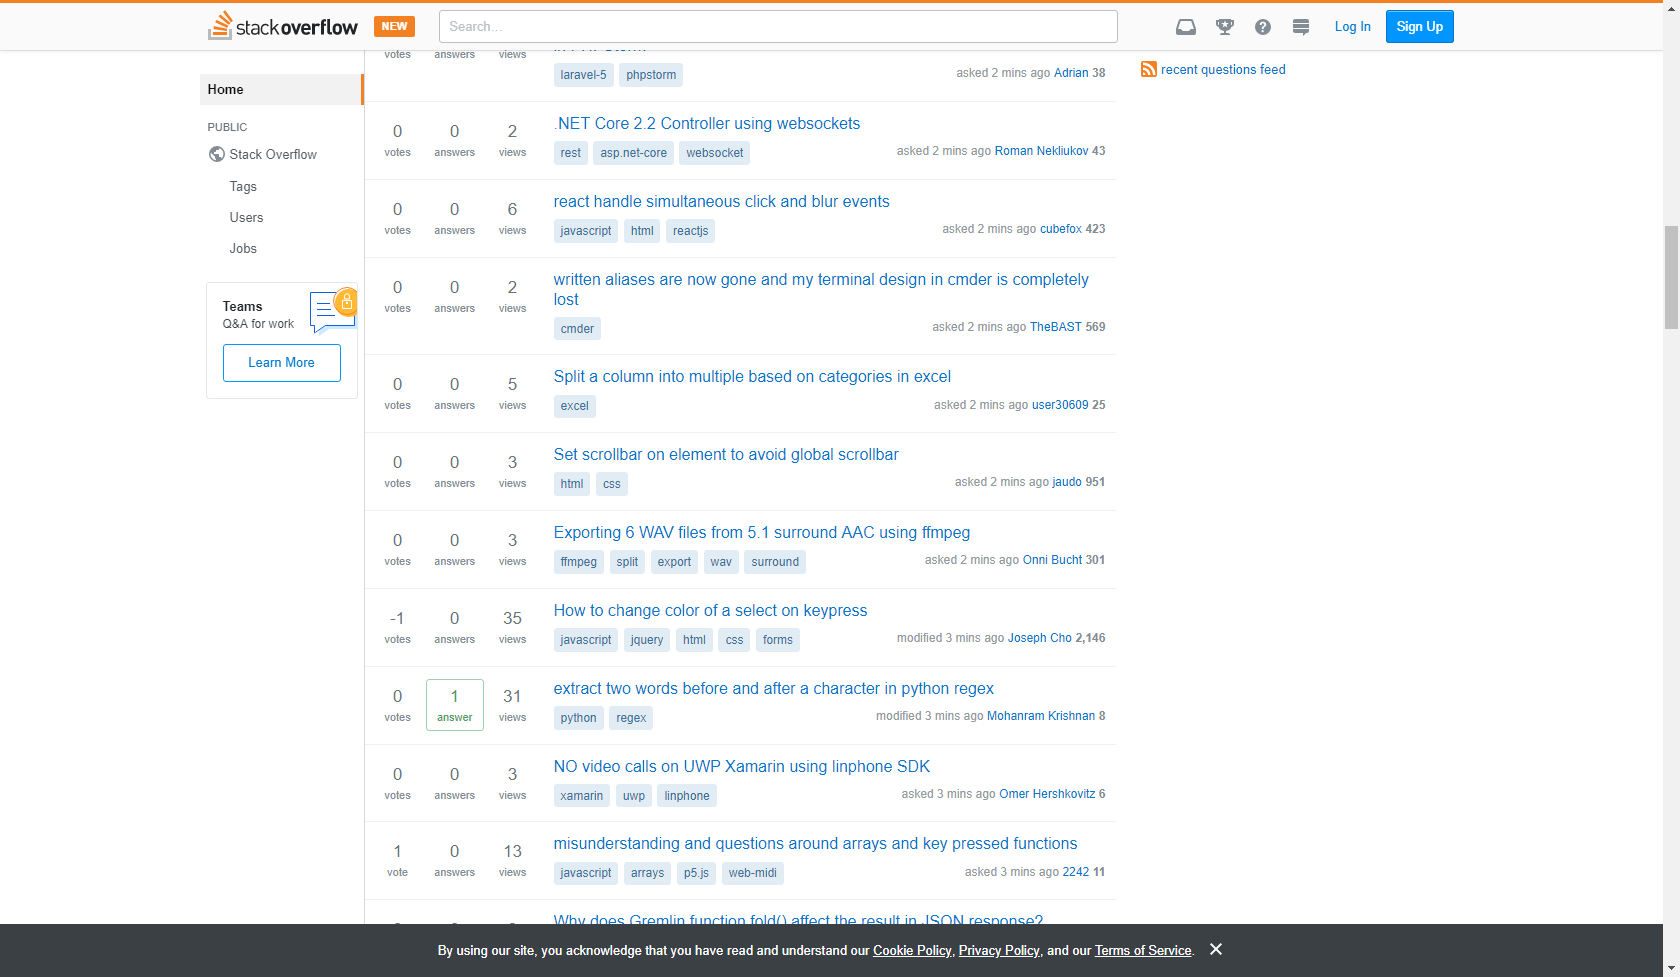 stackoverflow NEW Search... Log In Sign Up
Home
PUBLIC
Stack Overflow
Tags
Users
Jobs
Teams
Q&A for work
Learn More
votes answers views
laravel-5 phpstorm asked 2 mins ago Adrian 38
0 votes 0 answers 2 views
.NET Core 2.2 Controller using websockets
rest asp.net-core websocket asked 2 mins ago Roman Nekliukov 43
0 votes 0 answers 6 views
react handle simultaneous click and blur events
javascript html reactjs asked 2 mins ago cubefox 423
0 votes 0 answers 2 views
written aliases are now gone and my terminal design in cmder is completely
lost
cmder asked 2 mins ago TheBAST 569
0 votes 0 answers 5 views
Split a column into multiple based on categories in excel
excel asked 2 mins ago user30609 25
0 votes 0 answers 3 views
Set scrollbar on element to avoid global scrollbar
html css asked 2 mins ago jaudo 951
0 votes 0 answers 3 views
Exporting 6 WAV files from 5.1 surround AAC using ffmpeg
ffmpeg split export wav surround asked 2 mins ago Onni Bucht 301
-1 votes 0 answers 35 views
How to change color of a select on keypress
javascript jquery html css forms modified 3 mins ago Joseph Cho 2,146
0 votes 1 answer 31 views
extract two words before and after a character in python regex
python regex modified 3 mins ago Mohanram Krishnan 8
0 votes 0 answers 3 views
NO video calls on UWP Xamarin using linphone SDK
xamarin uwp linphone asked 3 mins ago Omer Hershkovitz 6
1 vote 0 answers 13 views
misunderstanding and questions around arrays and key pressed functions
javascript arrays p5.js web-midi asked 3 mins ago 2242 11
Why does Gremlin function fold() affect the result in JSON response?
recent questions feed
By using our site, you acknowledge that you have read and understand our Cookie Policy, Privacy Policy, and our Terms of Service.